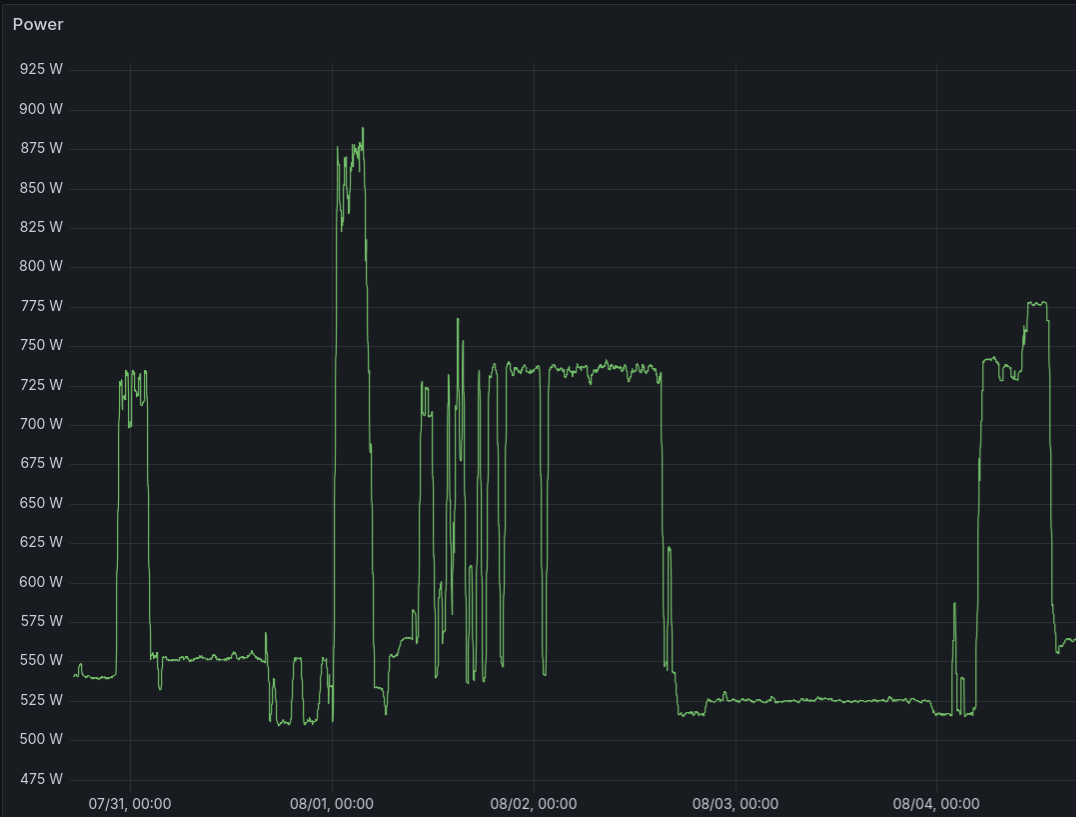 Power
925 W
900 W
875 W
850 W
825 W
800 W
775 W
750 W
725 W
700 W
675 W
650 W
625 W
600 W
575 W
550 W
525 W
500 W
475 W
07/31, 00:00 08/01, 00:00 08/02, 00:00 08/03, 00:00 08/04, 00:00